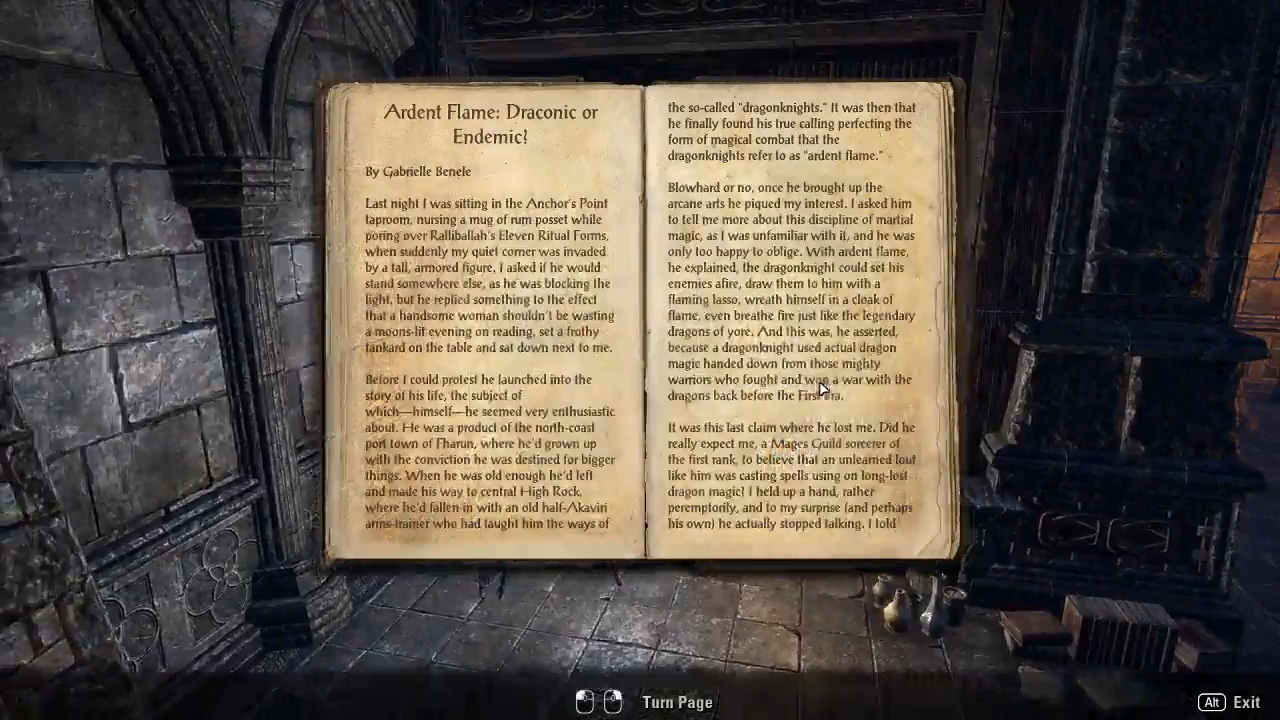 Ardent Flame: Draconic or
Endemic?
By Gabrielle Benele
Last night I was sitting in the Anchor's Point
taproom, nursing a mug of rum posset while
poring over Ralliballah's Eleven Ritual Forms,
when suddenly my quiet corner was invaded
by a tall, armored figure. I asked if he would
stand somewhere else, as he was blocking the
light, but he replied something to the effect
that a handsome woman shouldn't be wasting
a moons-lit evening on reading, set a frothy
tankard on the table and sat down next to me.
Before I could protest he launched into the
story of his life, the subject of
which—himself—he seemed very enthusiastic
about. He was a product of the north-coast
port town of Fharun, where he'd grown up
with the conviction he was destined for bigger
things. When he was old enough he'd left
and made his way to central High Rock,
where he'd fallen in with an old half-Akaviri
arms-trainer who had taught him the ways of
the so-called "dragonknights." It was then that
he finally found his true calling perfecting the
form of magical combat that the
dragonknights refer to as "ardent flame."
Blowhard or no, once he brought up the
arcane arts he piqued my interest. I asked him
to tell me more about this discipline of martial
magic, as I was unfamiliar with it, and he was
only too happy to oblige. With ardent flame,
he explained, the dragonknight could set his
enemies afire, draw them to him with a
flaming lasso, wreath himself in a cloak of
flame, even breathe fire just like the legendary
dragons of yore. And this was, he asserted,
because a dragonknight used actual dragon
magic handed down from those mighty
warriors who fought and won a war with the
dragons back before the First Era.
It was this last claim where he lost me. Did he
really expect me, a Mages Guild sorcerer of
the first rank, to believe that an unlearned lout
like him was casting spells using on long-lost
dragon magic? I held up a hand, rather
peremptorily, and to my surprise (and perhaps
his own) he actually stopped talking. I told
Turn Page
Alt Exit